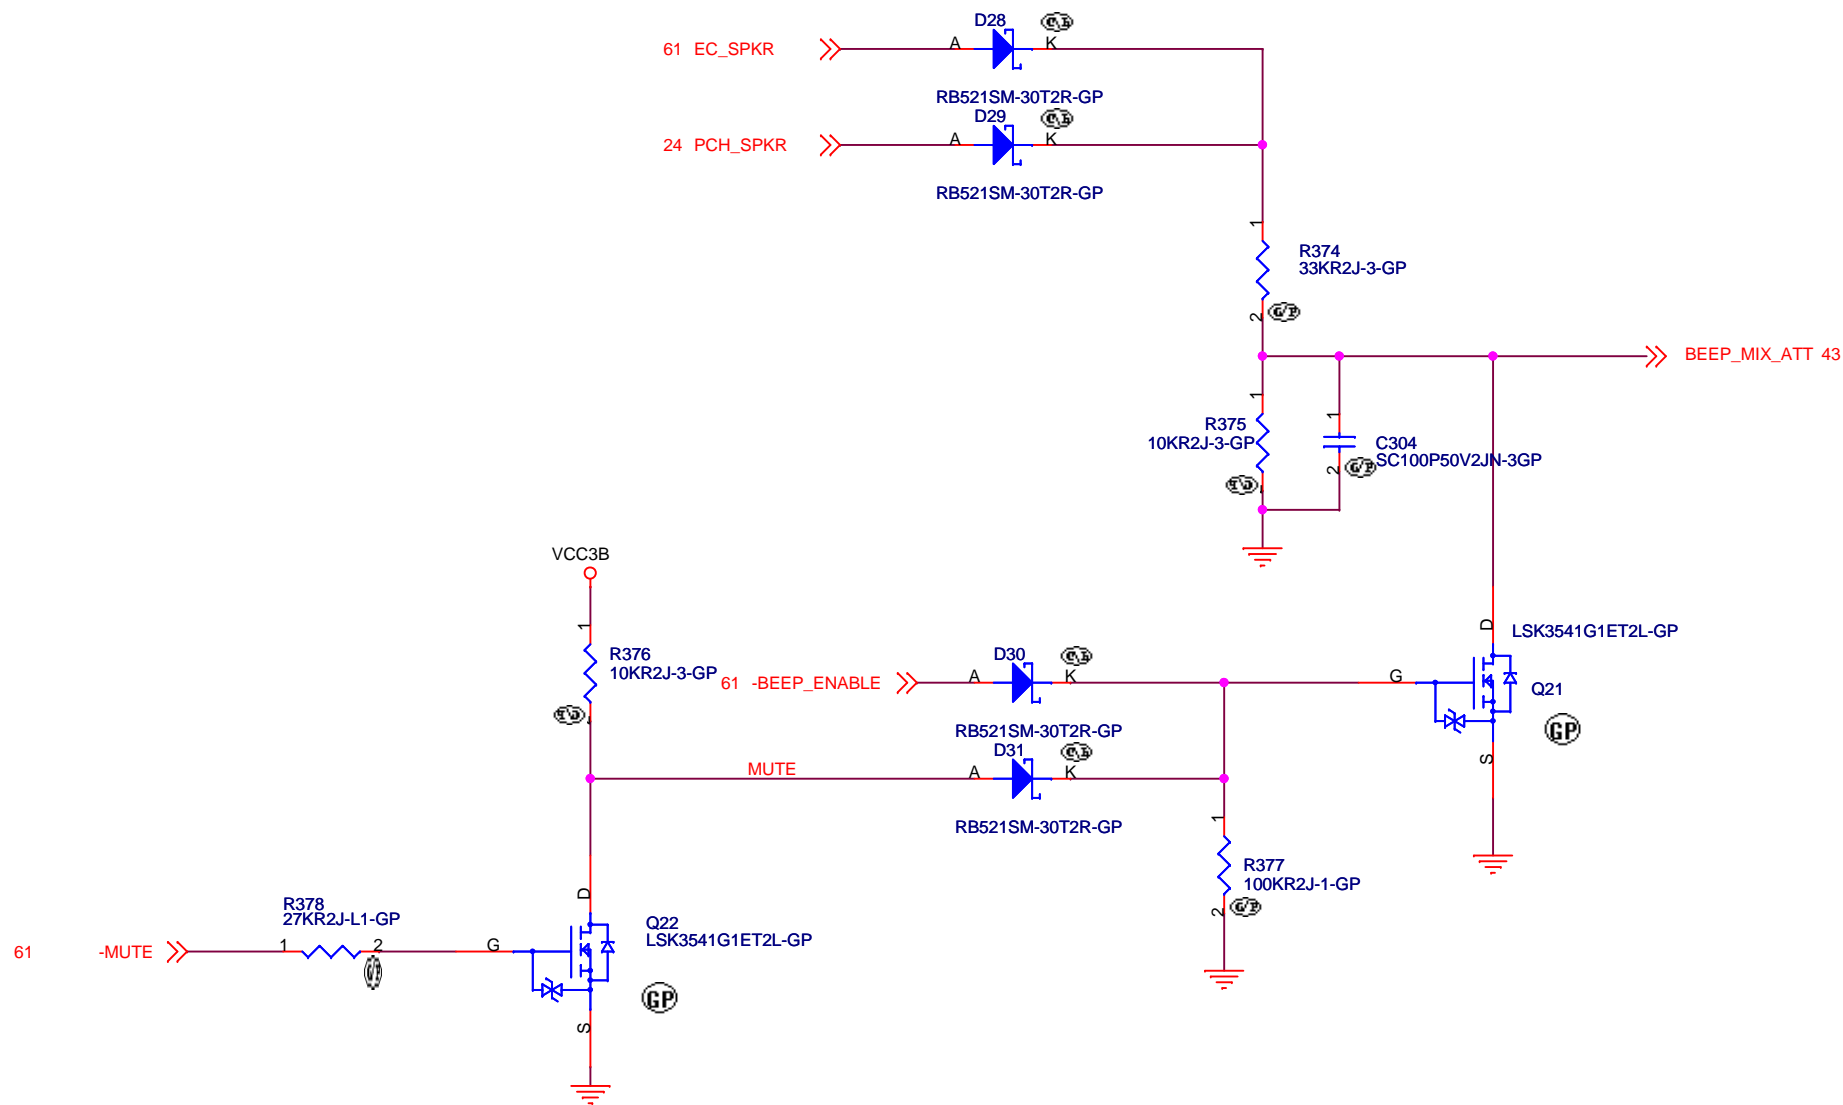 D28
61 EC_SPKR
A
K
RB521SM-30T2R-GP
D29
24 PCH_SPKR
A
K
RB521SM-30T2R-GP
1
R374
33KR2J-3-GP
2
G/P
BEEP_MIX_ATT 43
1
R375
10KR2J-3-GP
1
C304
SC100P50V2JN-3GP
2
G/P
VCC3B
1
R376
10KR2J-3-GP
D30
61 -BEEP_ENABLE
A
K
RB521SM-30T2R-GP
G
D
LSK3541G1ET2L-GP
Q21
GP
S
D31
MUTE
A
K
RB521SM-30T2R-GP
1
R377
100KR2J-1-GP
2
G/P
R378
27KR2J-L1-GP
61 -MUTE
1
2
G
D
Q22
LSK3541G1ET2L-GP
GP
S